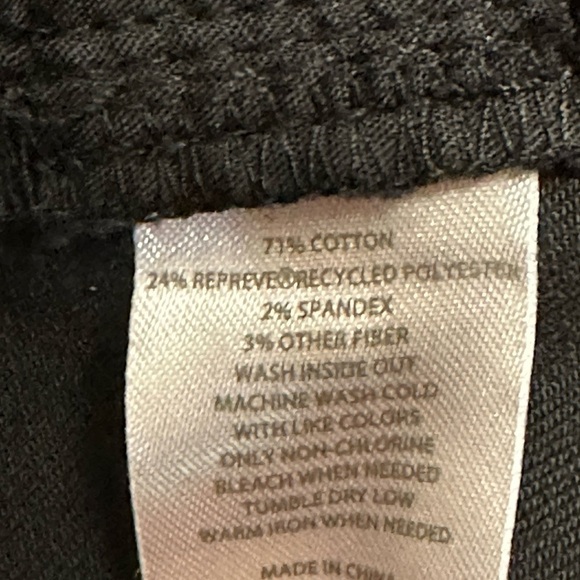 71% COTTON
24% REPREVE®RECYCLED POLYESTER
2% SPANDEX
3% OTHER FIBER
WASH INSIDE OUT
MACHINE WASH COLD
WITH LIKE COLORS
ONLY NON-CHLORINE
BLEACH WHEN NEEDED
TUMBLE DRY LOW
WARM IRON WHEN NEEDED
MADE IN CHINA